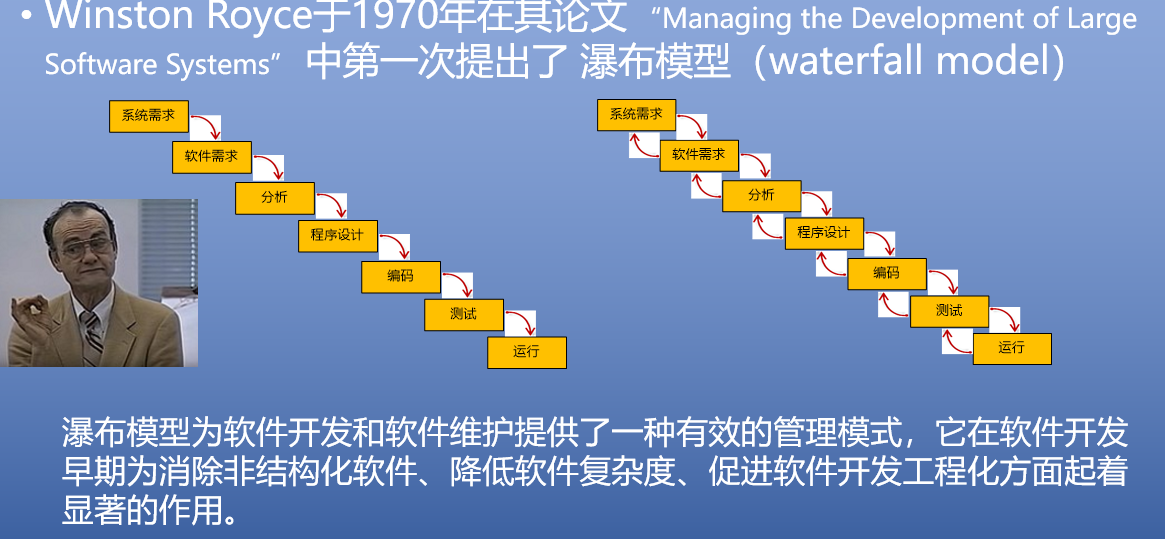 • Winston Royce于1970年在其论文 “Managing the Development of Large
Software Systems” 中第一次提出了 瀑布模型（waterfall model）
系统需求
软件需求
分析
程序设计
编码
测试
运行
系统需求
软件需求
分析
程序设计
编码
测试
运行
瀑布模型为软件开发和软件维护提供了一种有效的管理模式，它在软件开发
早期为消除非结构化软件、降低软件复杂度、促进软件开发工程化方面起着
显著的作用。